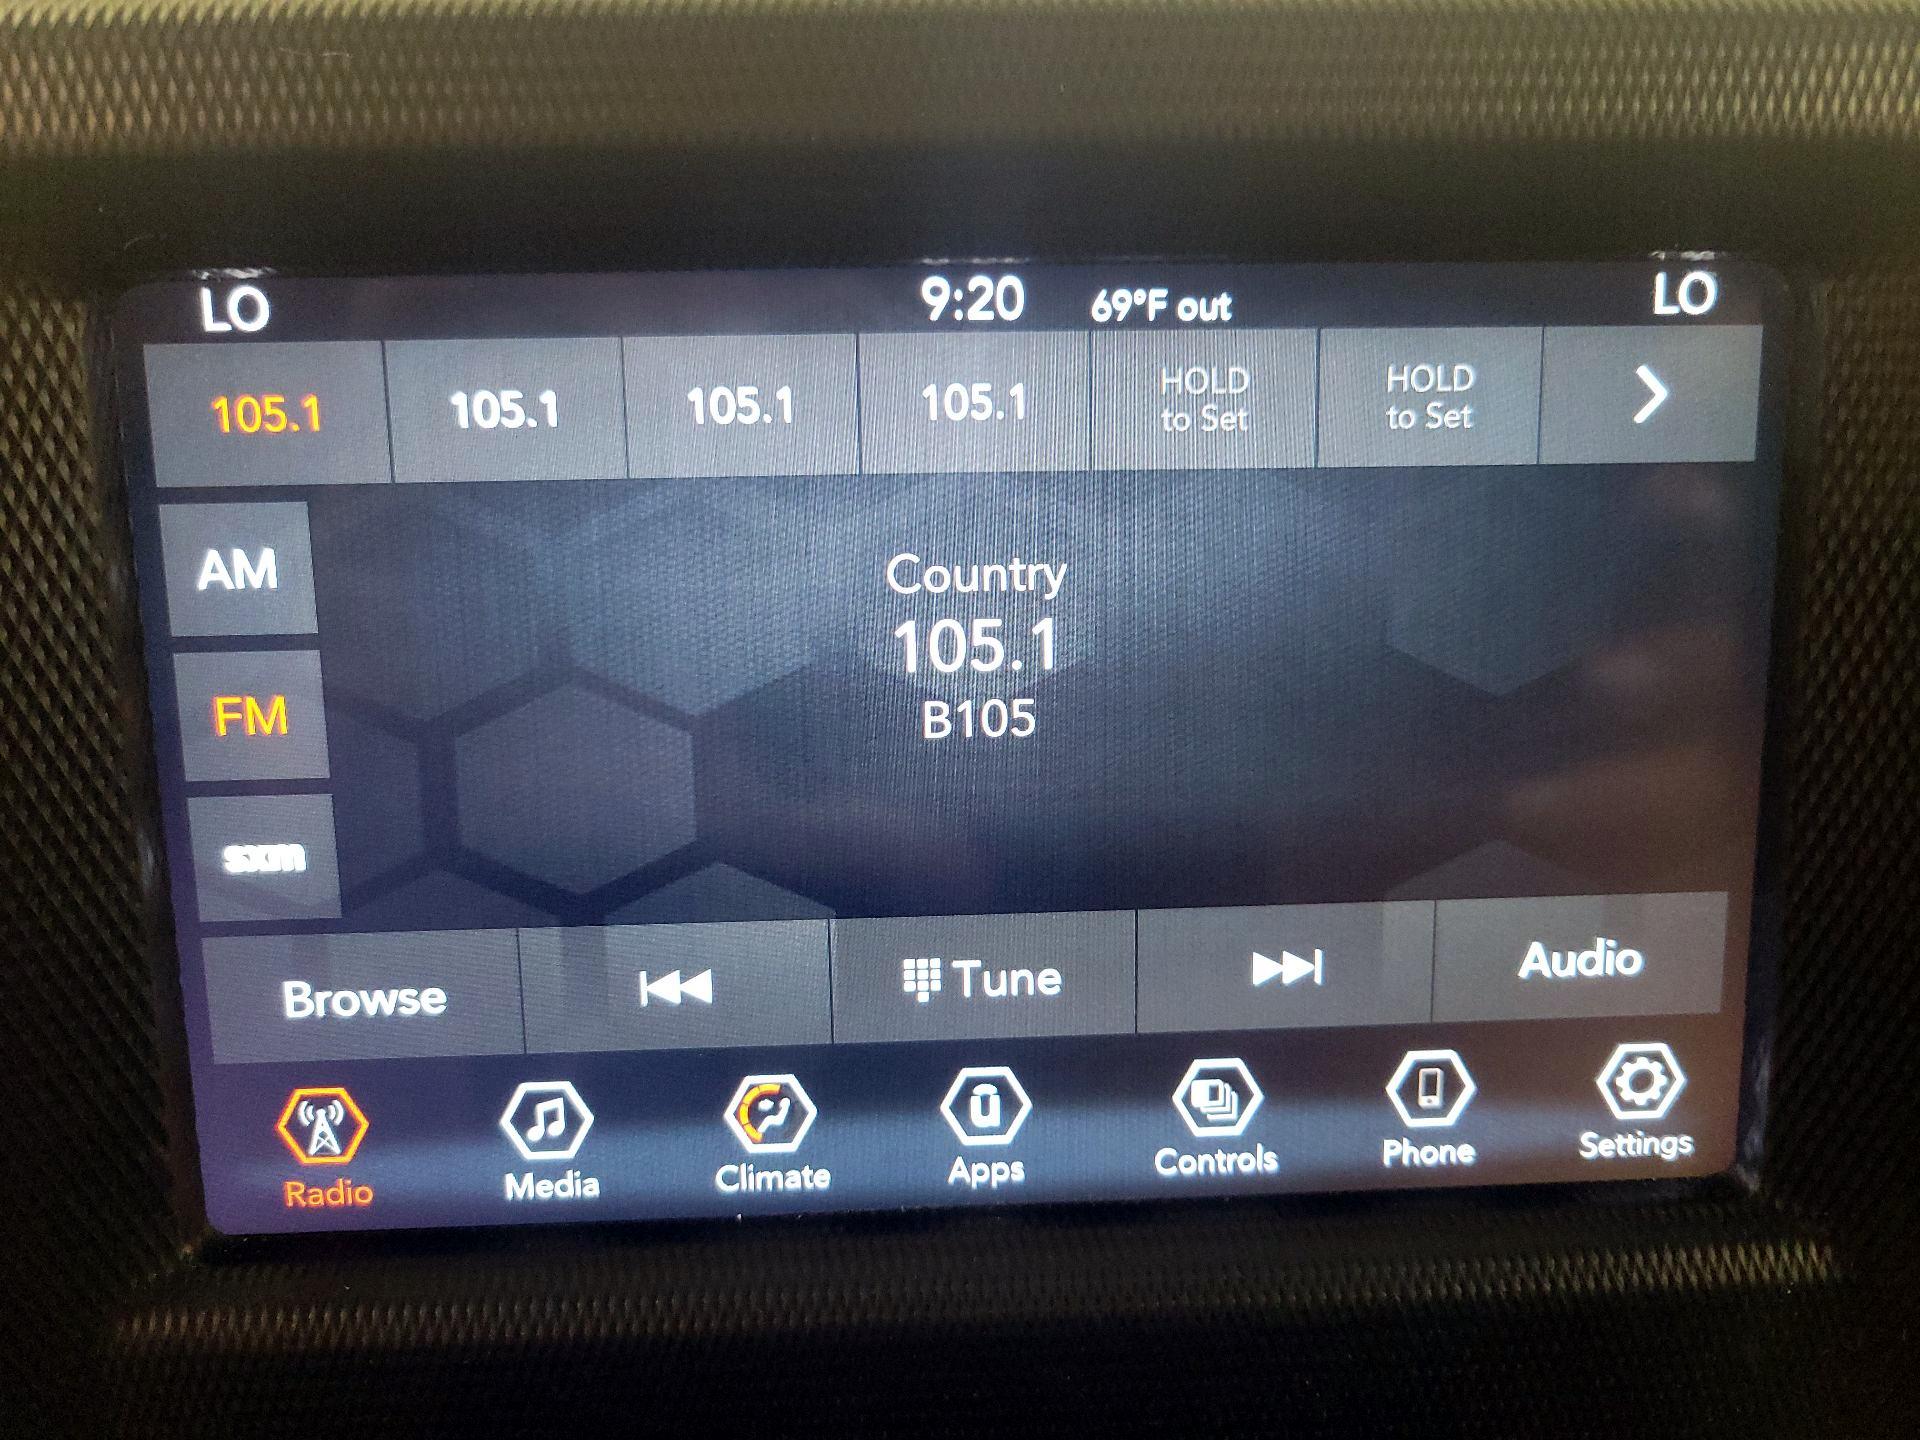 LO 9:20 69°F out LO
105.1 105.1 105.1 105.1 HOLD to Set HOLD to Set
AM
Country
105.1
FM
B105
sxm
Browse Tune Audio
Radio Media Climate Apps Controls Phone Settings